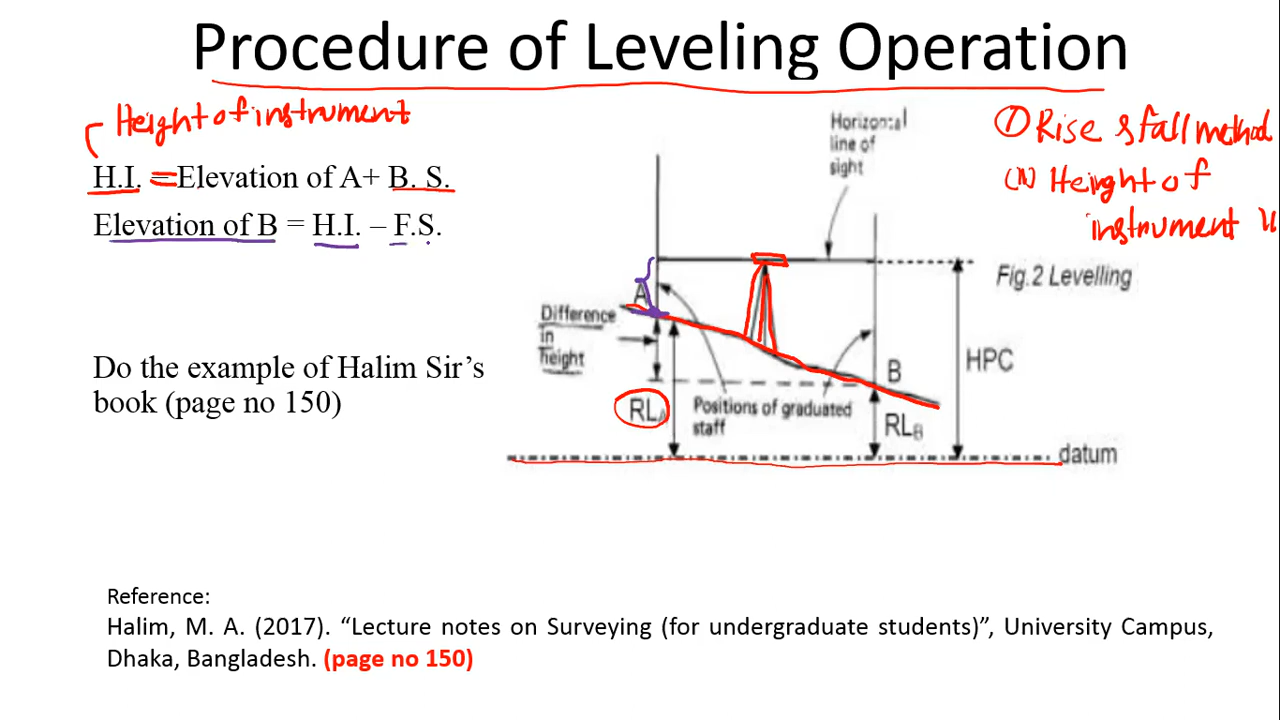 Procedure of Leveling Operation
Height of instrument
H.I. = Elevation of A+ B. S.
Elevation of B = H.I. – F.S.
Do the example of Halim Sir’s
book (page no 150)
Horizontal
line of
sight
A
Difference
in
height
RLA
Positions of graduated
staff
B
RLB
HPC
datum
Fig.2 Levelling
Rise & fall method
Height of
instrument
Reference:
Halim, M. A. (2017). “Lecture notes on Surveying (for undergraduate students)”, University Campus,
Dhaka, Bangladesh. (page no 150)